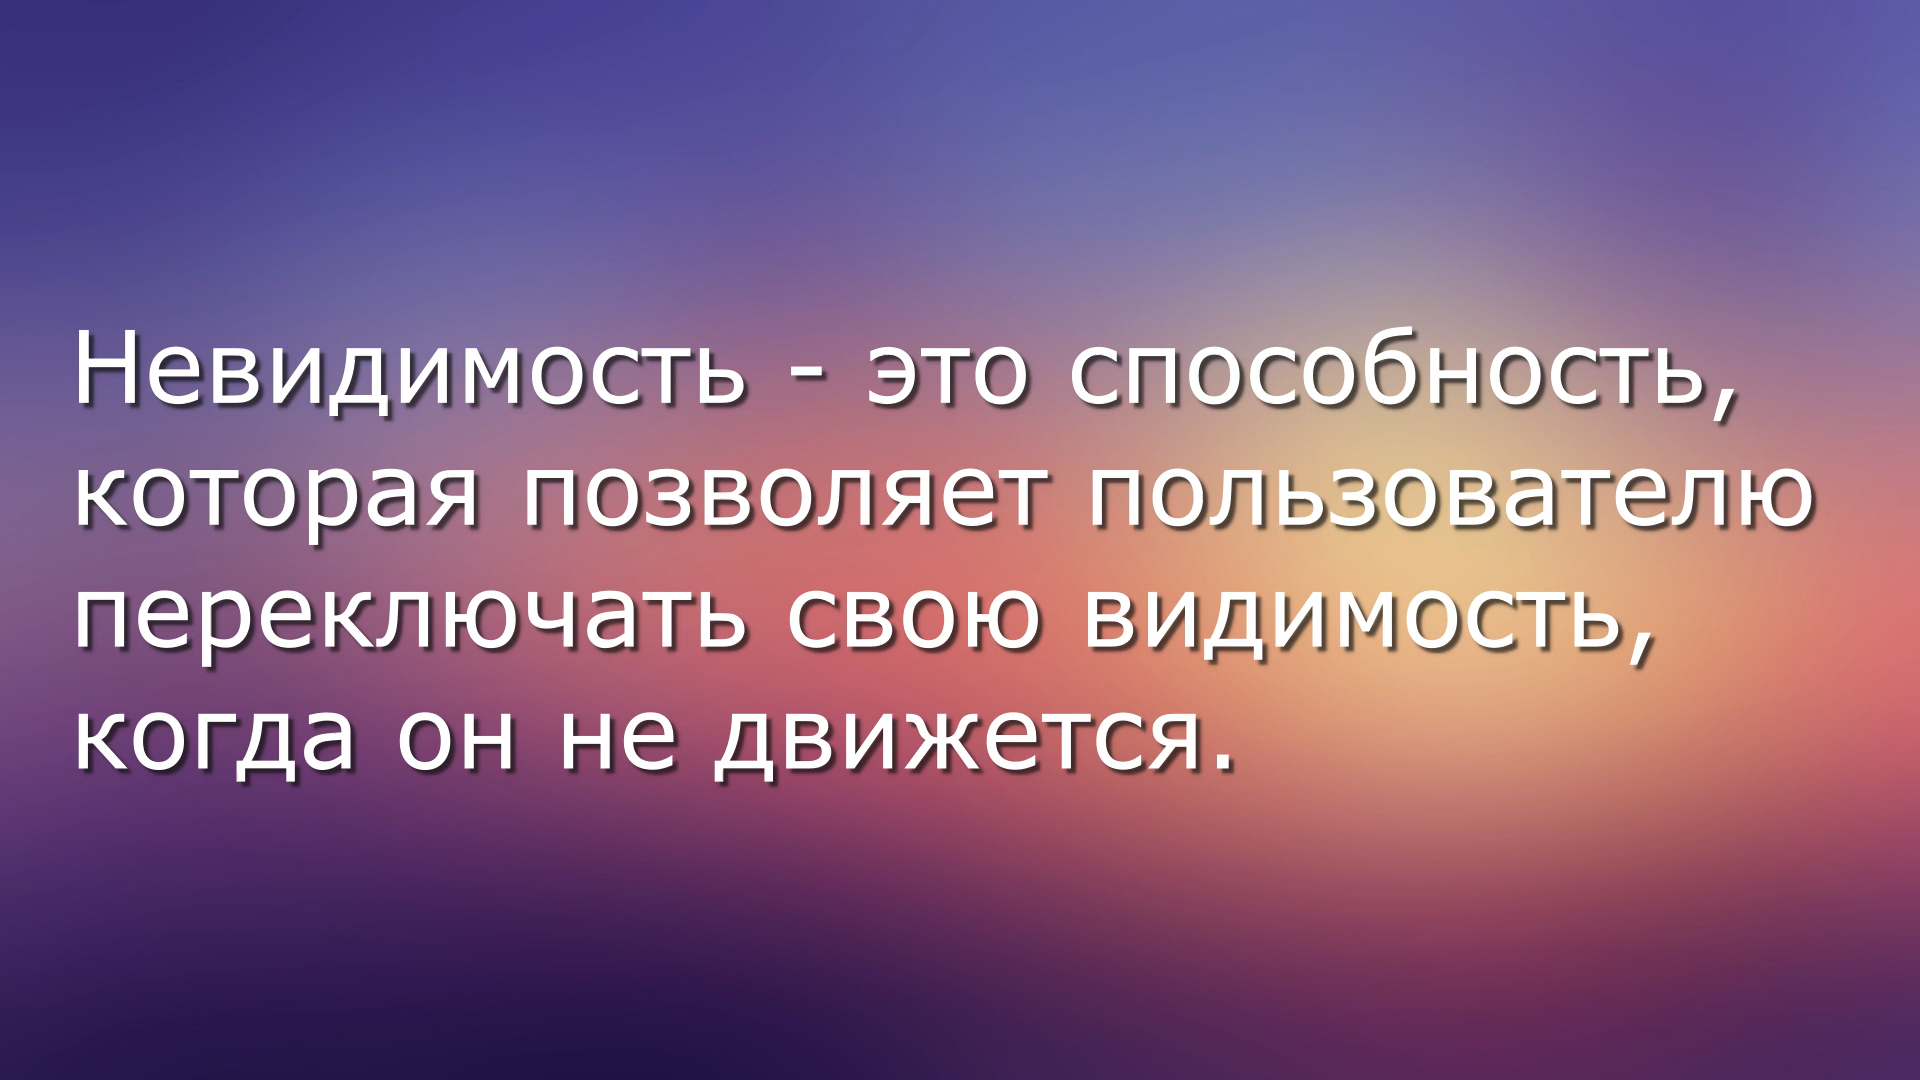 Невидимость - это способность,
которая позволяет пользователю
переключать свою видимость,
когда он не движется.